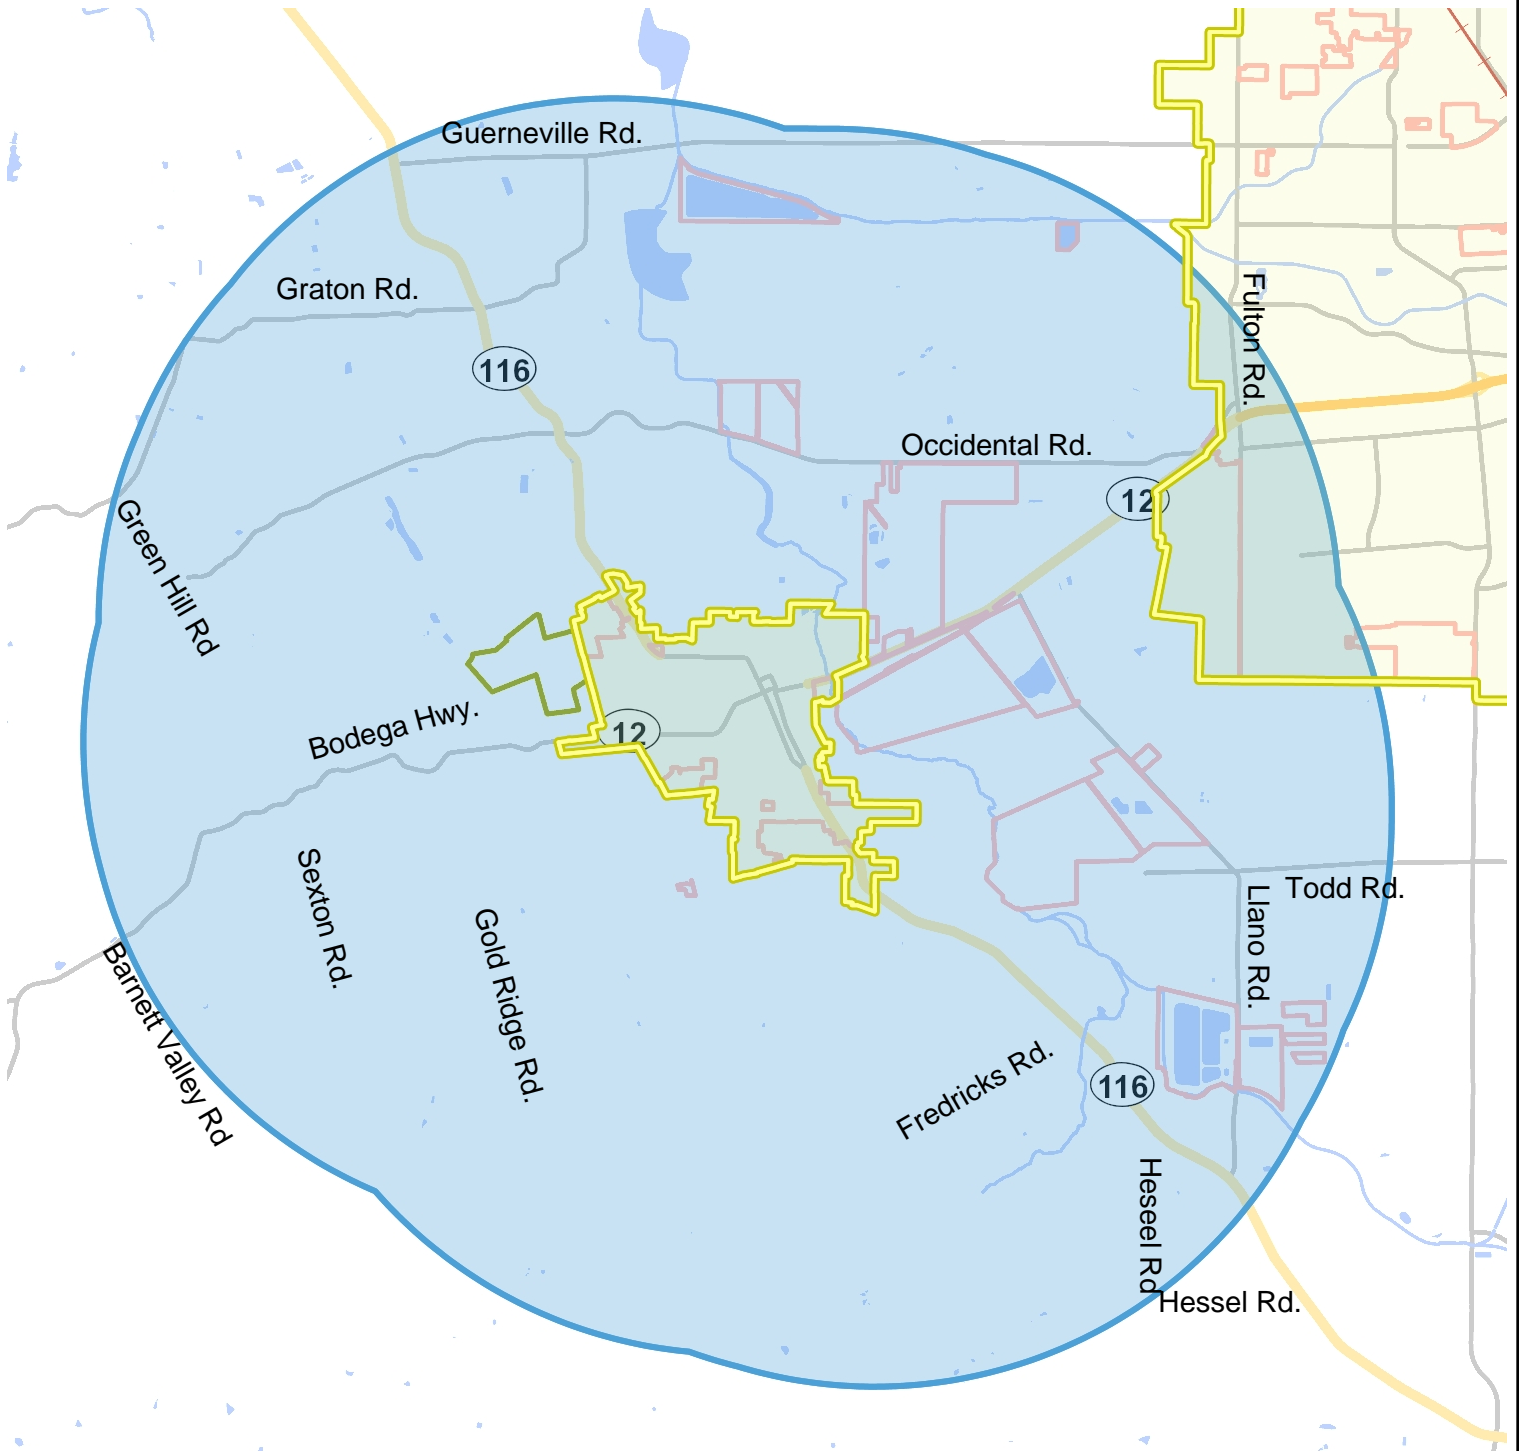 Guerneville Rd.
Graton Rd.
Fulton Rd.
116
Occidental Rd.
12
Green Hill Rd
Bodega Hwy.
12
Sexton Rd.
Gold Ridge Rd.
Todd Rd.
Llano Rd.
Barnett Valley Rd
Fredricks Rd.
116
Heseel Rd
Hessel Rd.